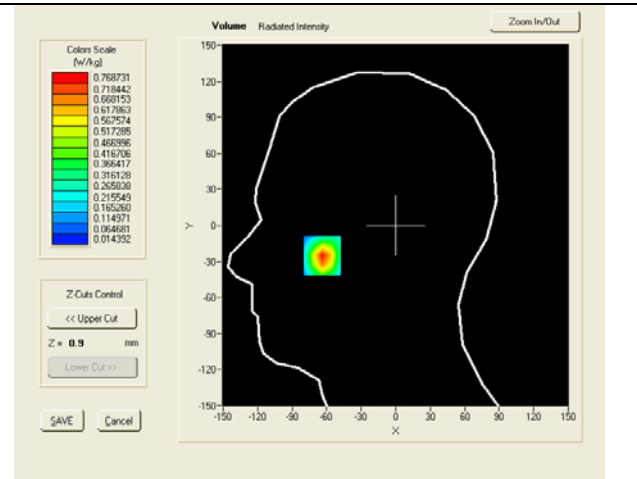 Volume Radiated Intensity
Zoom In/Out
Colors Scale
(W/kg)
0.768731
0.718442
0.668153
0.617863
0.567574
0.517285
0.466996
0.416706
0.366417
0.316128
0.265838
0.215549
0.165260
0.114971
0.064681
0.014392
Z-Cuts Control
<< Upper Cut
Z = 0.9 mm
Lower Cut >>
SAVE Cancel
150
120
90
60
30
0
-30
-60
-90
-120
-150
Y
-150 -120 -90 -60 -30 0 30 60 90 120 150
X